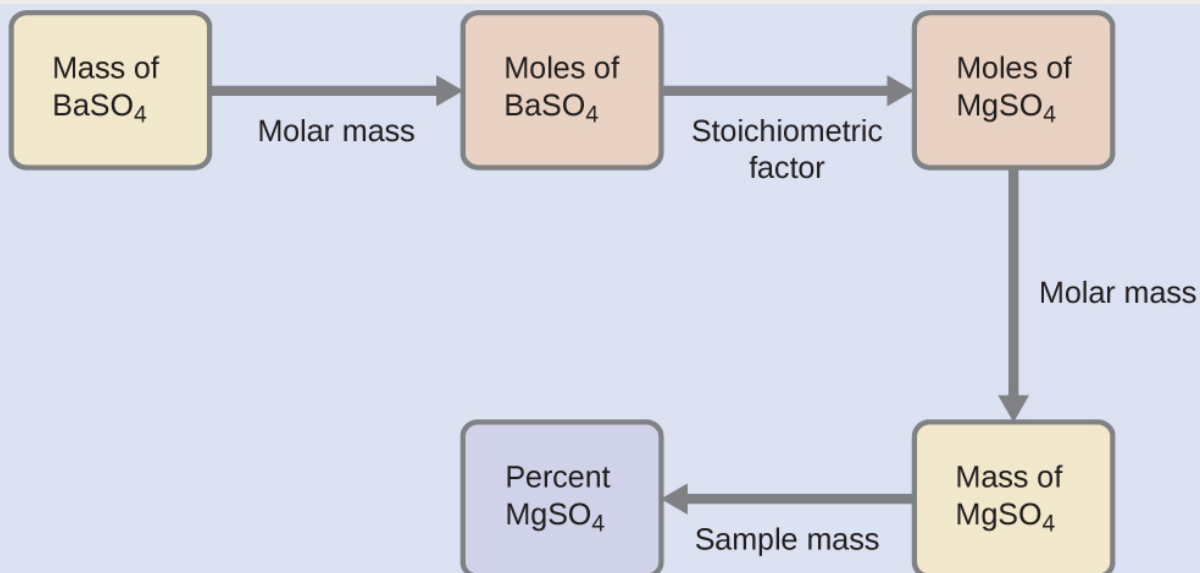 Mass of
BaSO₄
Molar mass
Moles of
BaSO₄
Stoichiometric
factor
Moles of
MgSO₄
Molar mass
Mass of
MgSO₄
Sample mass
Percent
MgSO₄